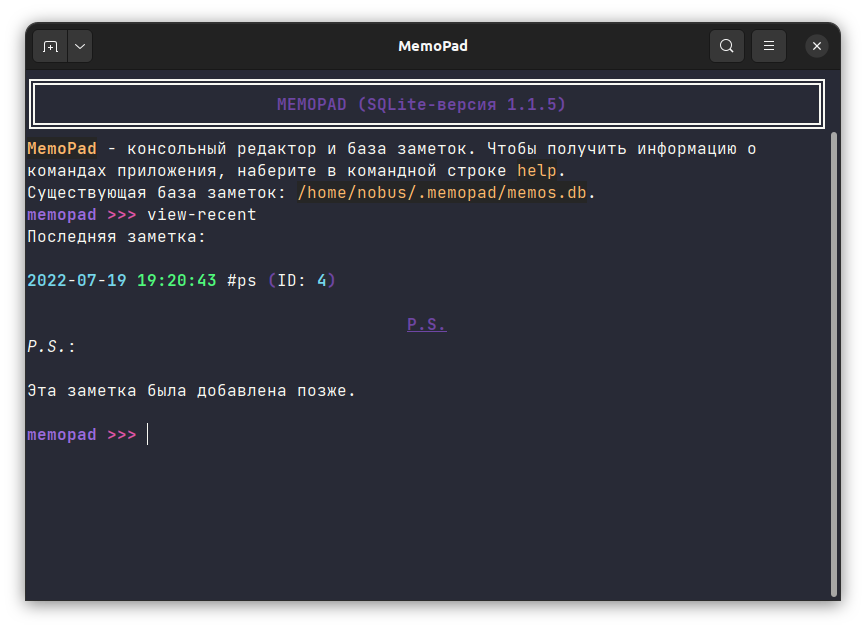 MemoPad
MEMOPAD (SQLite-версия 1.1.5)
MemoPad - консольный редактор и база заметок. Чтобы получить информацию о
командах приложения, наберите в командной строке help.
Существующая база заметок: /home/nobus/.memopad/memos.db.
memopad >>> view-recent
Последняя заметка:
2022-07-19 19:20:43 #ps (ID: 4)
P.S.
P.S.:
Эта заметка была добавлена позже.
memopad >>>